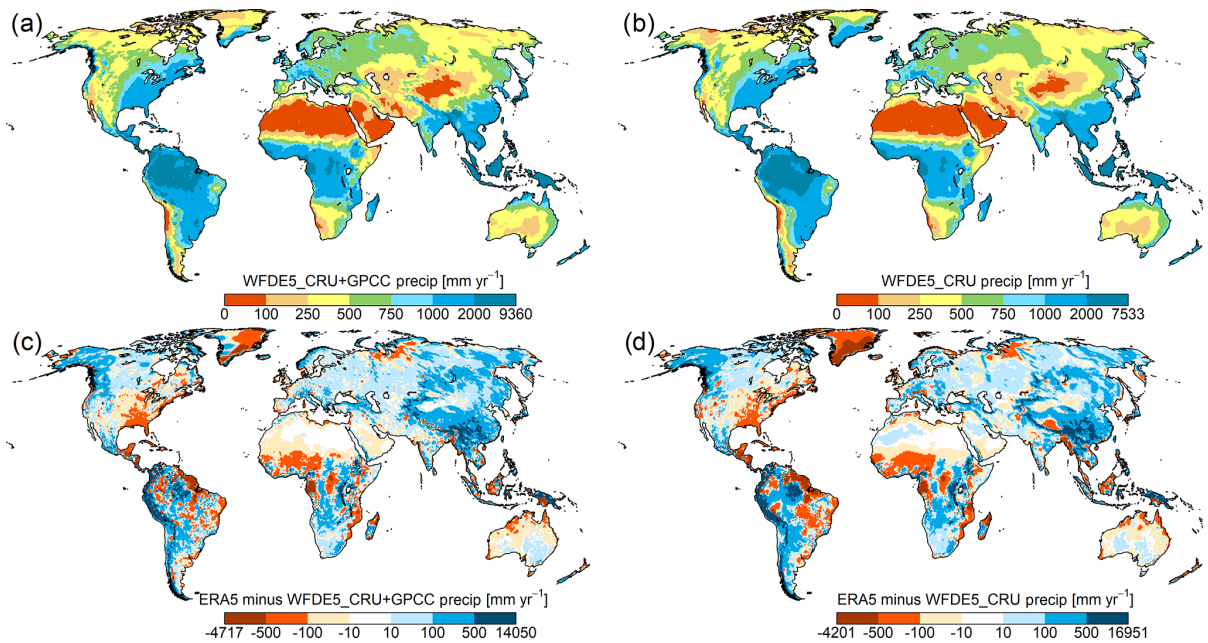 (a)
(b)
WFDE5_CRU+GPCC precip [mm yr⁻¹]
0 100 250 500 750 1000 2000 9360
WFDE5_CRU precip [mm yr⁻¹]
0 100 250 500 750 1000 2000 7533
(c)
(d)
ERA5 minus WFDE5_CRU+GPCC precip [mm yr⁻¹]
-4717 -500 -100 -10 10 100 500 14050
ERA5 minus WFDE5_CRU precip [mm yr⁻¹]
-4201 -500 -100 -10 10 100 500 16951